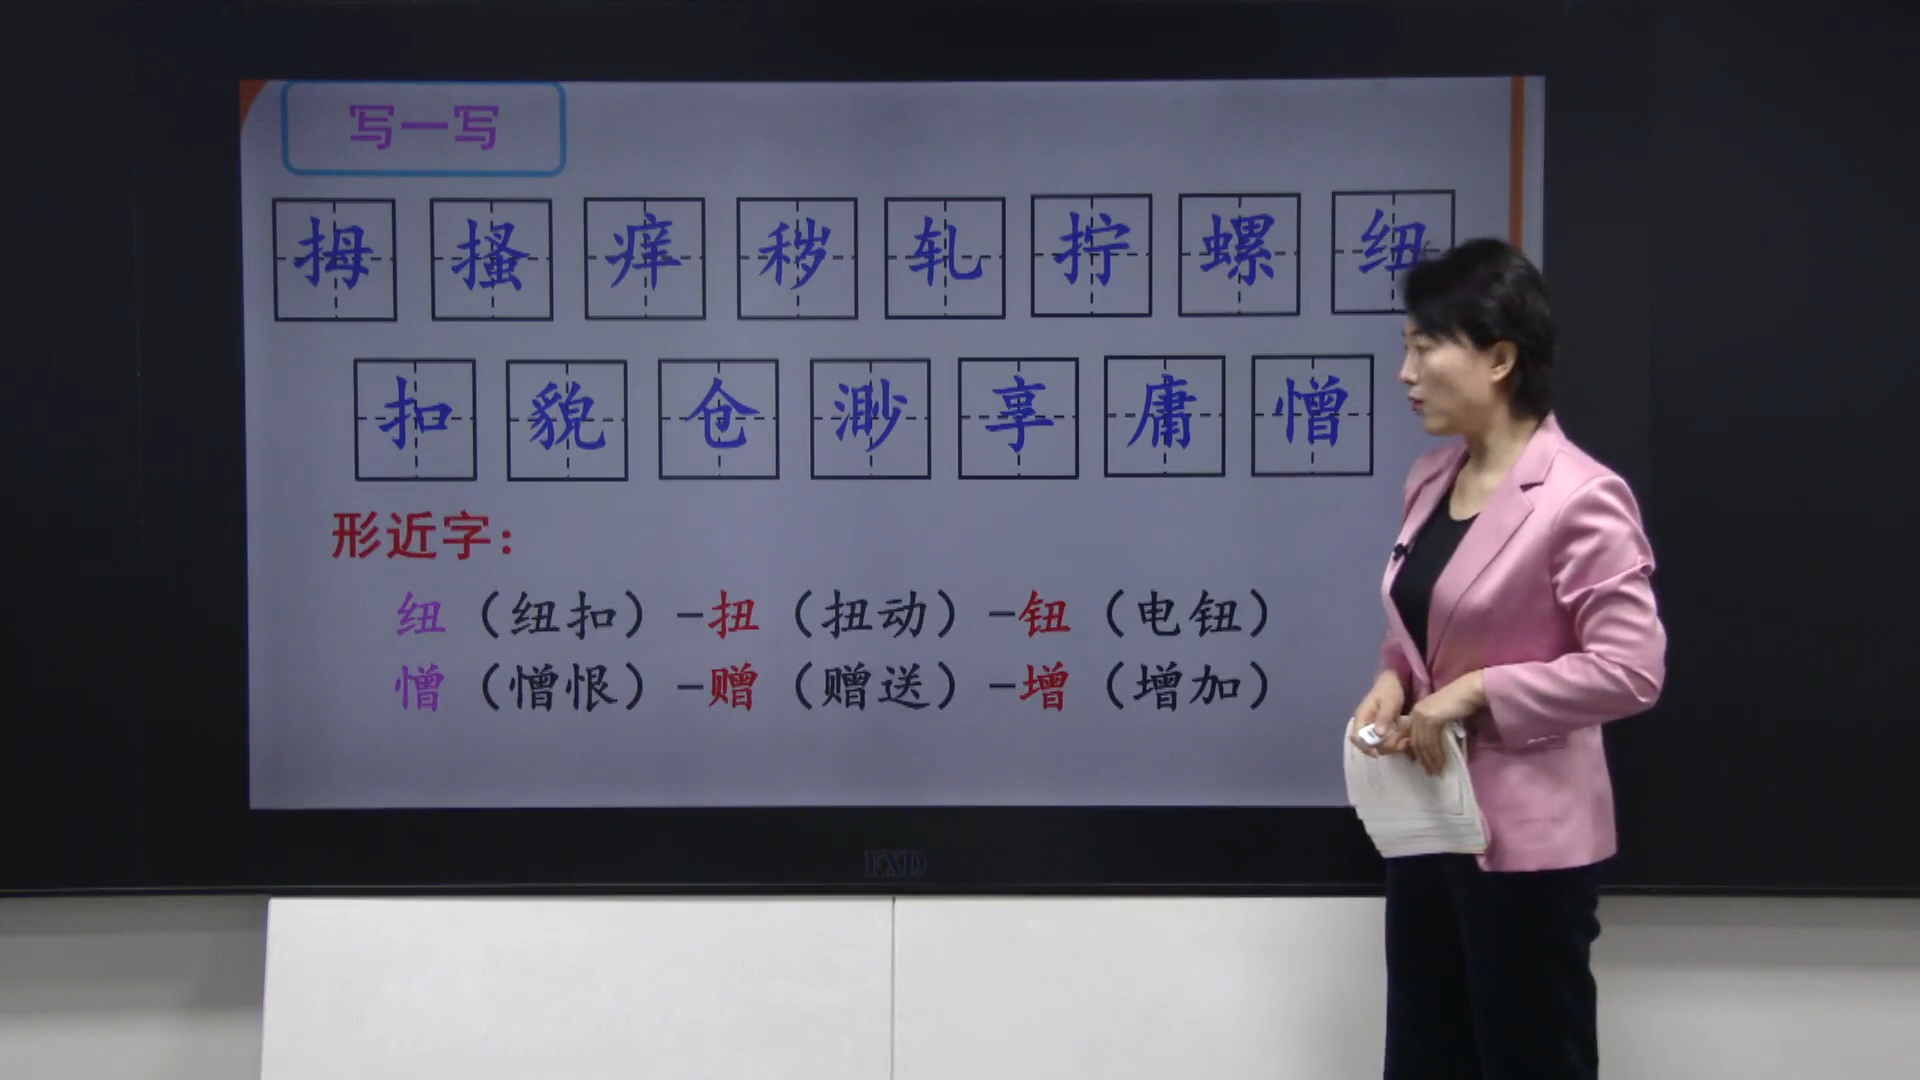 写一写
拇 搔 痒 秽 轧 拧 螺 纽
扣 貌 仓 渺 享 庸 憎
形近字：
纽（纽扣）-扭（扭动）-钮（电钮）
憎（憎恨）-赠（赠送）-增（增加）
FXD